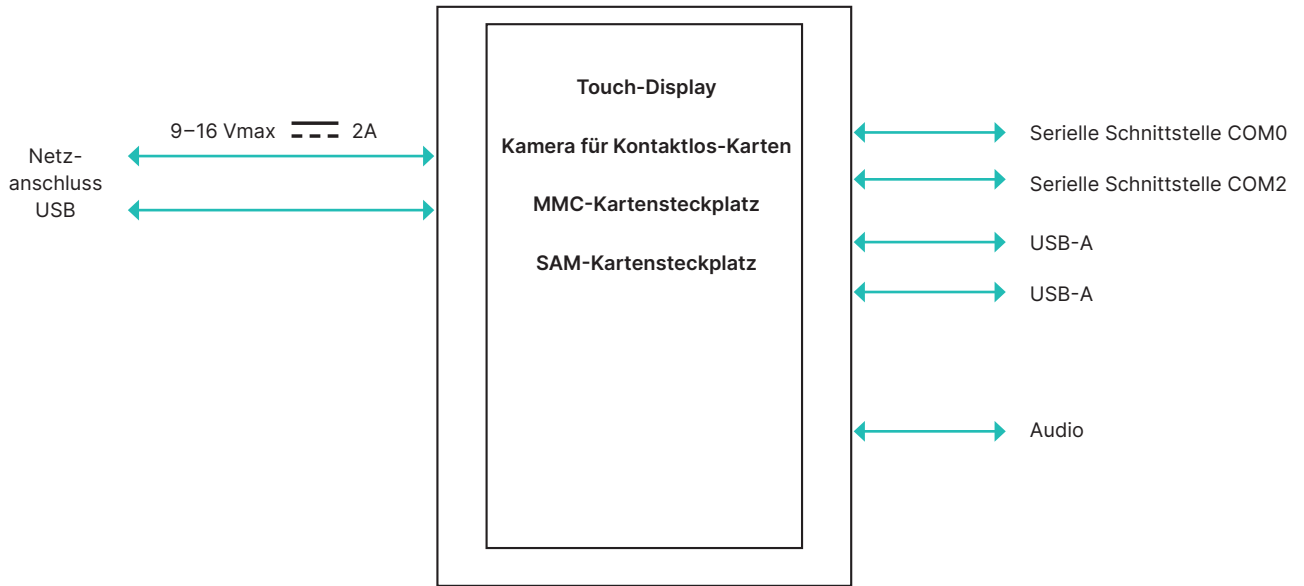 Touch-Display
9–16 Vmax 2A
Serielle Schnittstelle COM0
Kamera für Kontaktlos-Karten
Netz-
anschluss
USB
Serielle Schnittstelle COM2
MMC-Kartensteckplatz
USB-A
SAM-Kartensteckplatz
USB-A
Audio